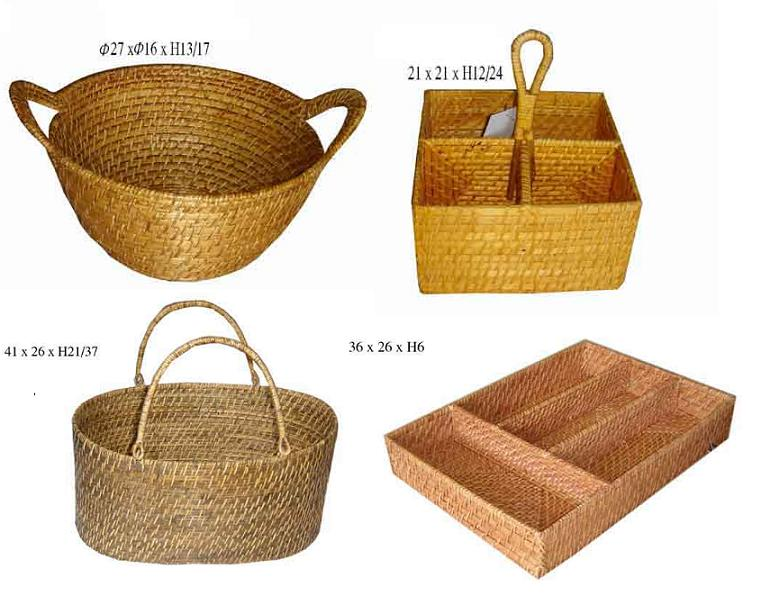 Φ27 xΦ16 x H13/17
21 x 21 x H12/24
41 x 26 x H21/37
36 x 26 x H6